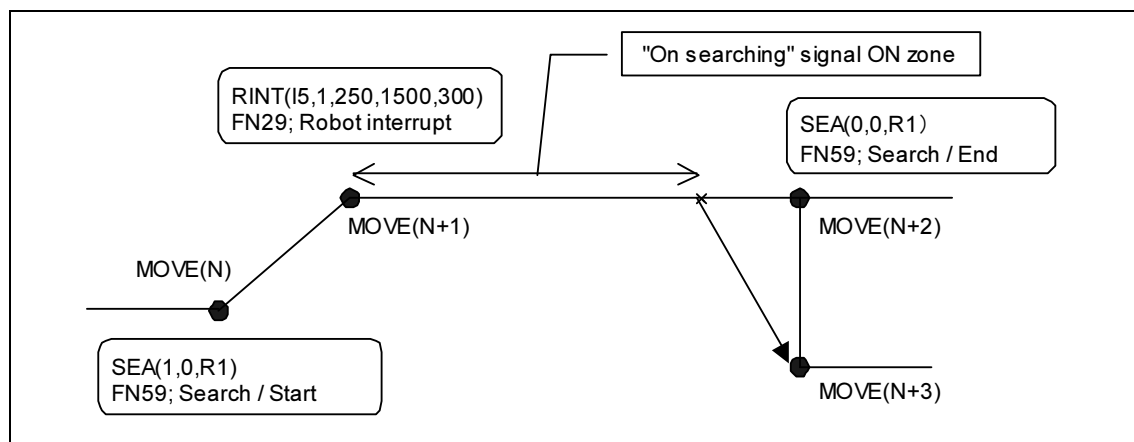 "On searching" signal ON zone
RINT(I5,1,250,1500,300)
FN29; Robot interrupt
SEA(0,0,R1）
FN59; Search / End
MOVE(N+1)
MOVE(N+2)
MOVE(N)
SEA(1,0,R1)
FN59; Search / Start
MOVE(N+3)